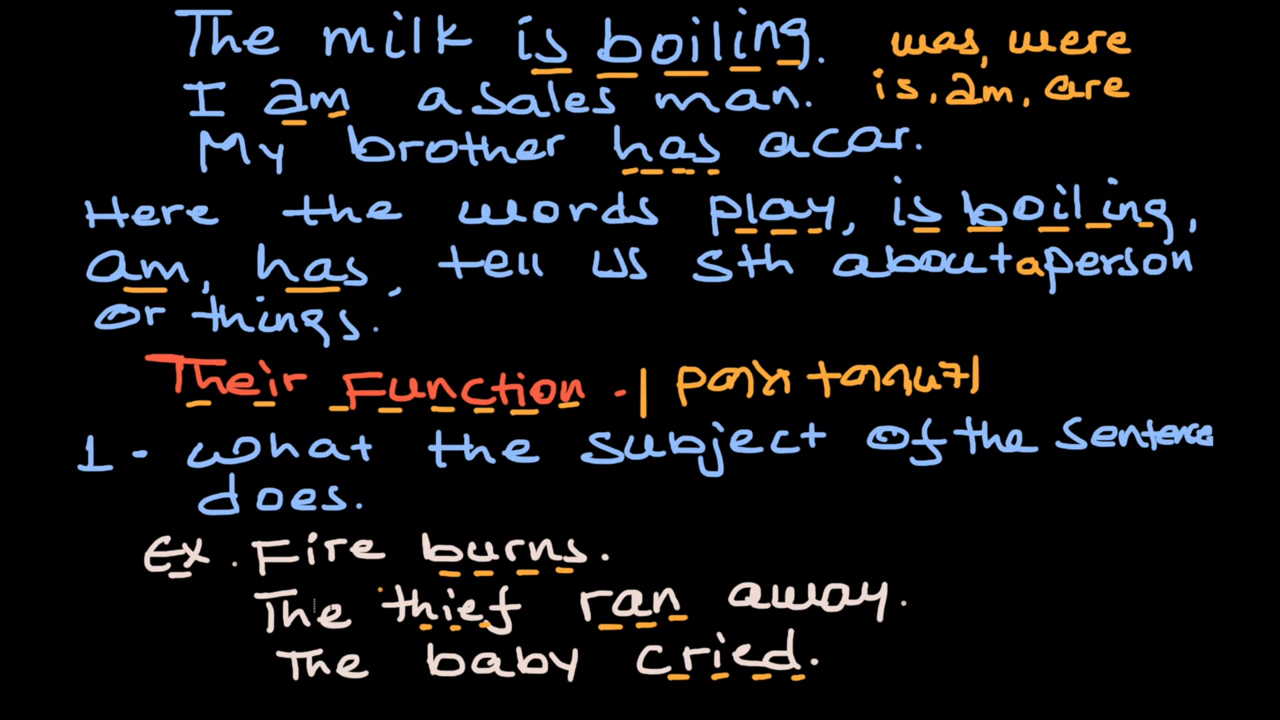 The milk is boiling. was, were
I am a sales man. is, am, are
My brother has a car.
Here the words play, is boiling,
am, has, tell us sth about a person
or things.
Their Function.
1- what the subject of the sentence
does.
Ex. Fire burns.
The thief ran away.
The baby cried.